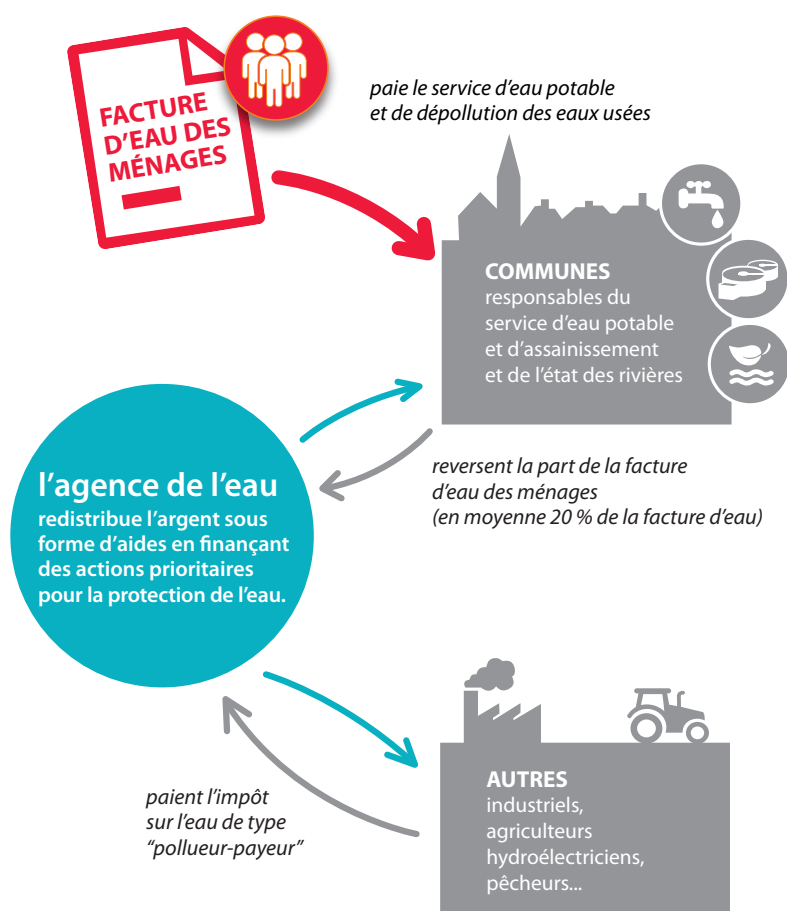 FACTURE
D'EAU DES
MÉNAGES
paie le service d'eau potable
et de dépollution des eaux usées
COMMUNES
responsables du
service d'eau potable
et d'assainissement
et de l'état des rivières
reversent la part de la facture
d'eau des ménages
(en moyenne 20 % de la facture d'eau)
l'agence de l'eau
redistribue l'argent sous
forme d'aides en finançant
des actions prioritaires
pour la protection de l'eau.
paient l'impôt
sur l'eau de type
“pollueur-payeur”
AUTRES
industriels,
agriculteurs
hydroélectriciens,
pêcheurs...